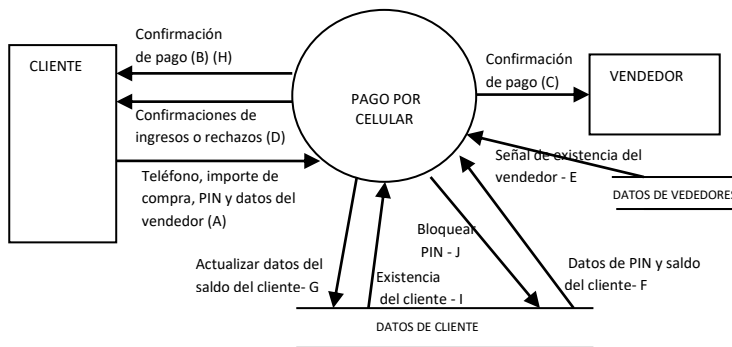 Confirmación
de pago (B) (H)
CLIENTE
Confirmaciones de
ingresos o rechazos (D)
Teléfono, importe de
compra, PIN y datos del
vendedor (A)
PAGO POR
CELULAR
Confirmación
de pago (C)
VENDEDOR
Señal de existencia del
vendedor - E
DATOS DE VEDEDORES
Actualizar datos del
saldo del cliente- G
Existencia
del cliente - I
Bloquear
PIN - J
Datos de PIN y saldo
del cliente- F
DATOS DE CLIENTE